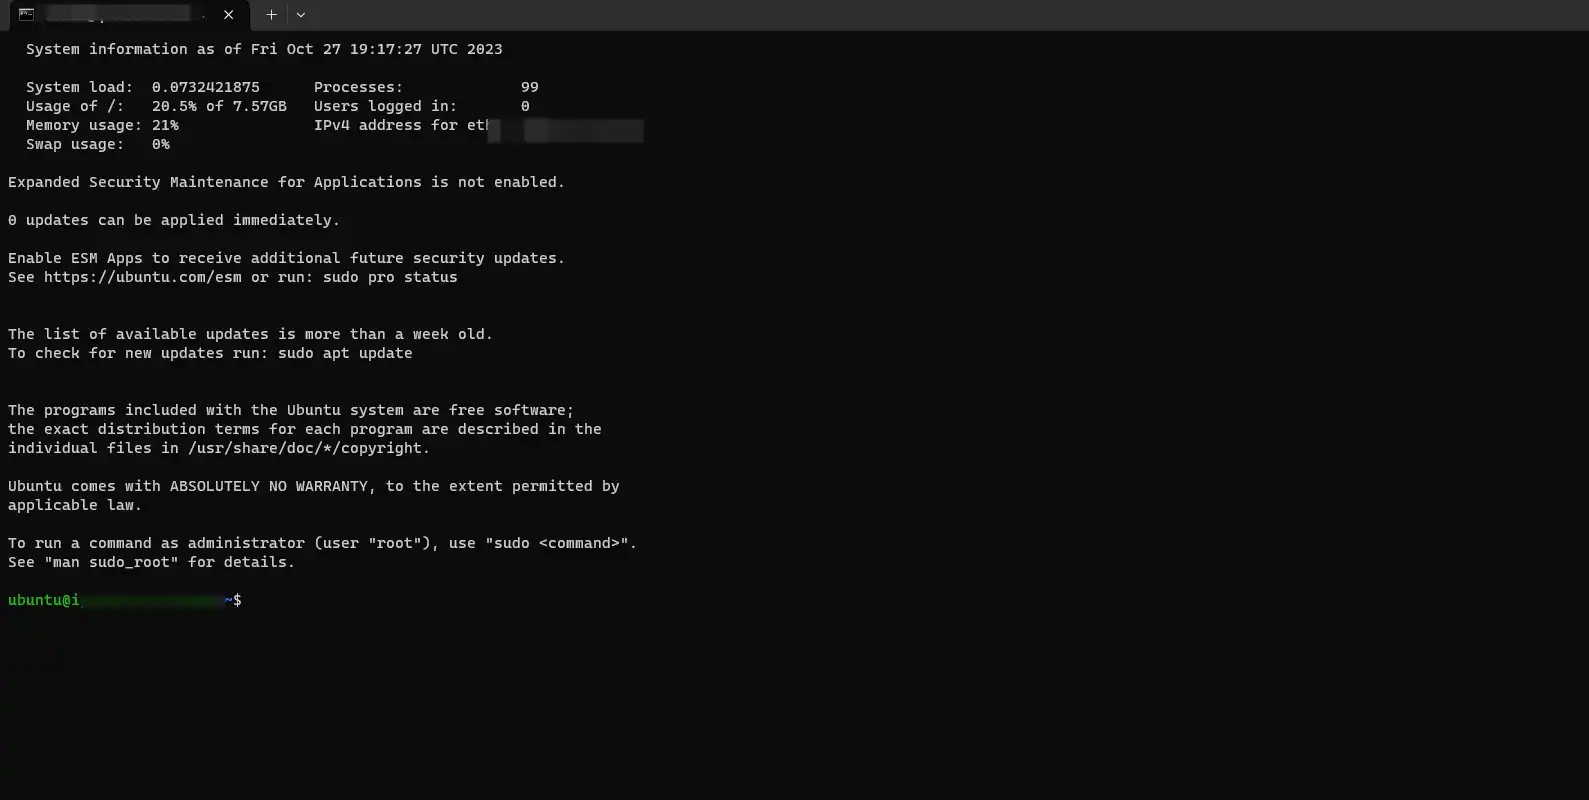 System information as of Fri Oct 27 19:17:27 UTC 2023
System load:  0.0732421875      Processes:             99
Usage of /:   20.5% of 7.57GB   Users logged in:       0
Memory usage: 21%               IPv4 address for
Swap usage:   0%
Expanded Security Maintenance for Applications is not enabled.
0 updates can be applied immediately.
Enable ESM Apps to receive additional future security updates.
See https://ubuntu.com/esm or run: sudo pro status
The list of available updates is more than a week old.
To check for new updates run: sudo apt update
The programs included with the Ubuntu system are free software;
the exact distribution terms for each program are described in the
individual files in /usr/share/doc/*/copyright.
Ubuntu comes with ABSOLUTELY NO WARRANTY, to the extent permitted by
applicable law.
To run a command as administrator (user "root"), use "sudo <command>".
See "man sudo_root" for details.
ubuntu@i ~$